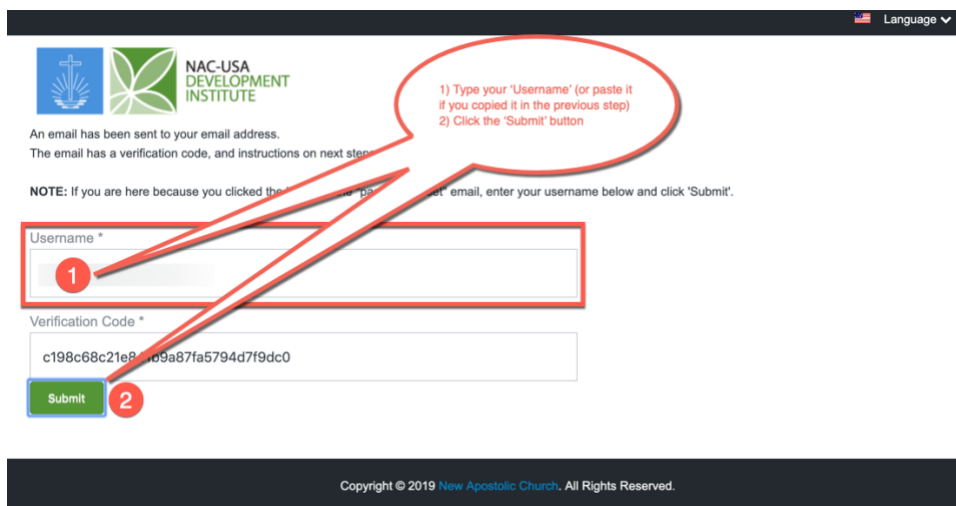 Language
NAC-USA
DEVELOPMENT
INSTITUTE
1) Type your 'Username' (or paste it
if you copied it in the previous step)
2) Click the 'Submit' button
An email has been sent to your email address.
The email has a verification code, and instructions on next
NOTE: If you are here because you clicked the email, enter your username below and click 'Submit'.
Username *
1
Verification Code *
Submit
2
Copyright © 2019 New Apostolic Church. All Rights Reserved.